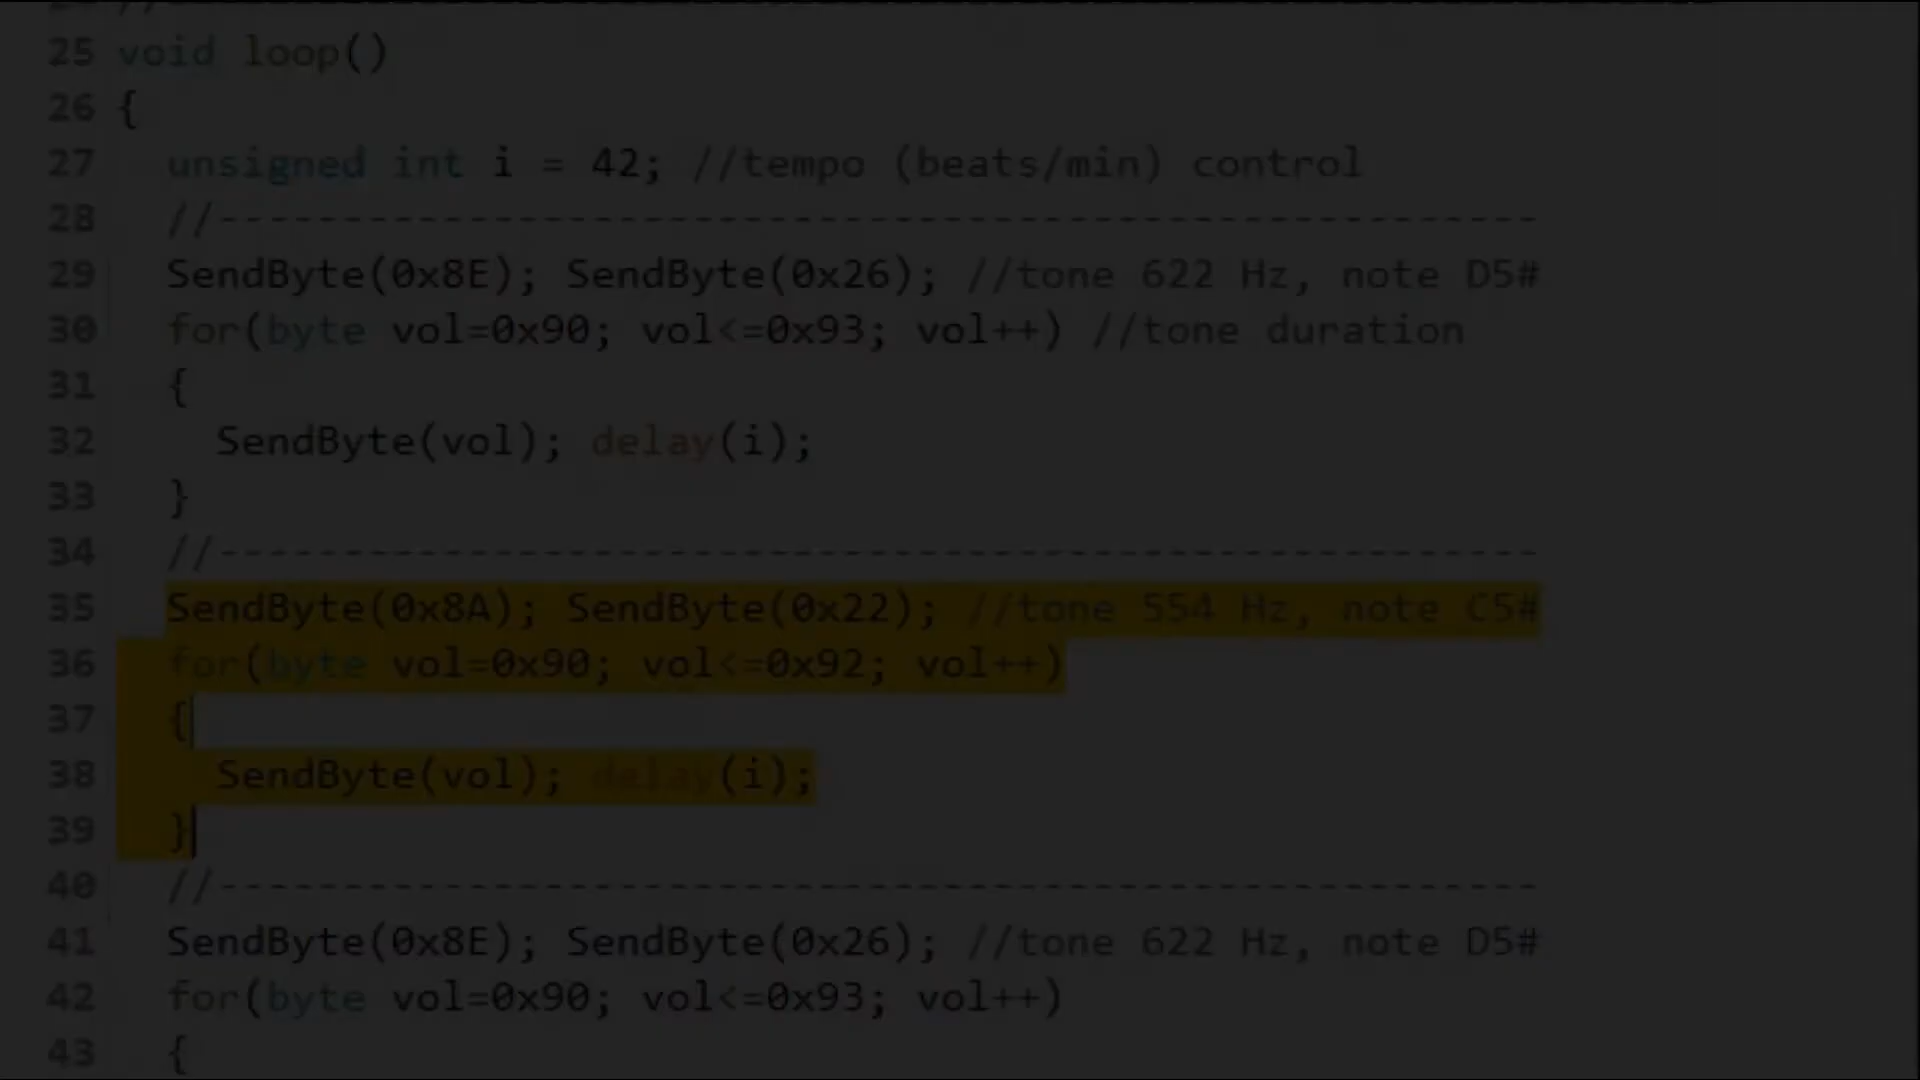 25 void loop()
26 {
27 unsigned int i = 42; //tempo (beats/min) control
28 //-----------------------------------------------------
29 SendByte(0x8E); SendByte(0x26); //tone 622 Hz, note D5#
30 for(byte vol=0x90; vol<=0x93; vol++) //tone duration
31 {
32 SendByte(vol); delay(i);
33 }
34 //-----------------------------------------------------
35 SendByte(0x8A); SendByte(0x22); //tone 554 Hz, note C5#
36 for(byte vol=0x90; vol<=0x92; vol++)
37 {
38 SendByte(vol); delay(i);
39 }
40 //-----------------------------------------------------
41 SendByte(0x8E); SendByte(0x26); //tone 622 Hz, note D5#
42 for(byte vol=0x90; vol<=0x93; vol++)
43 {